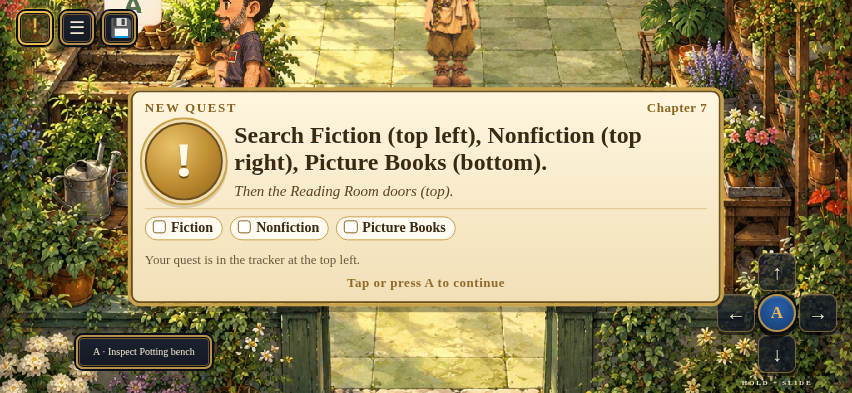 !
☰
NEW QUEST
Chapter 7
!
Search Fiction (top left), Nonfiction (top
right), Picture Books (bottom).
Then the Reading Room doors (top).
Fiction
Nonfiction
Picture Books
Your quest is in the tracker at the top left.
Tap or press A to continue
↑
← A →
↓
A · Inspect Potting bench